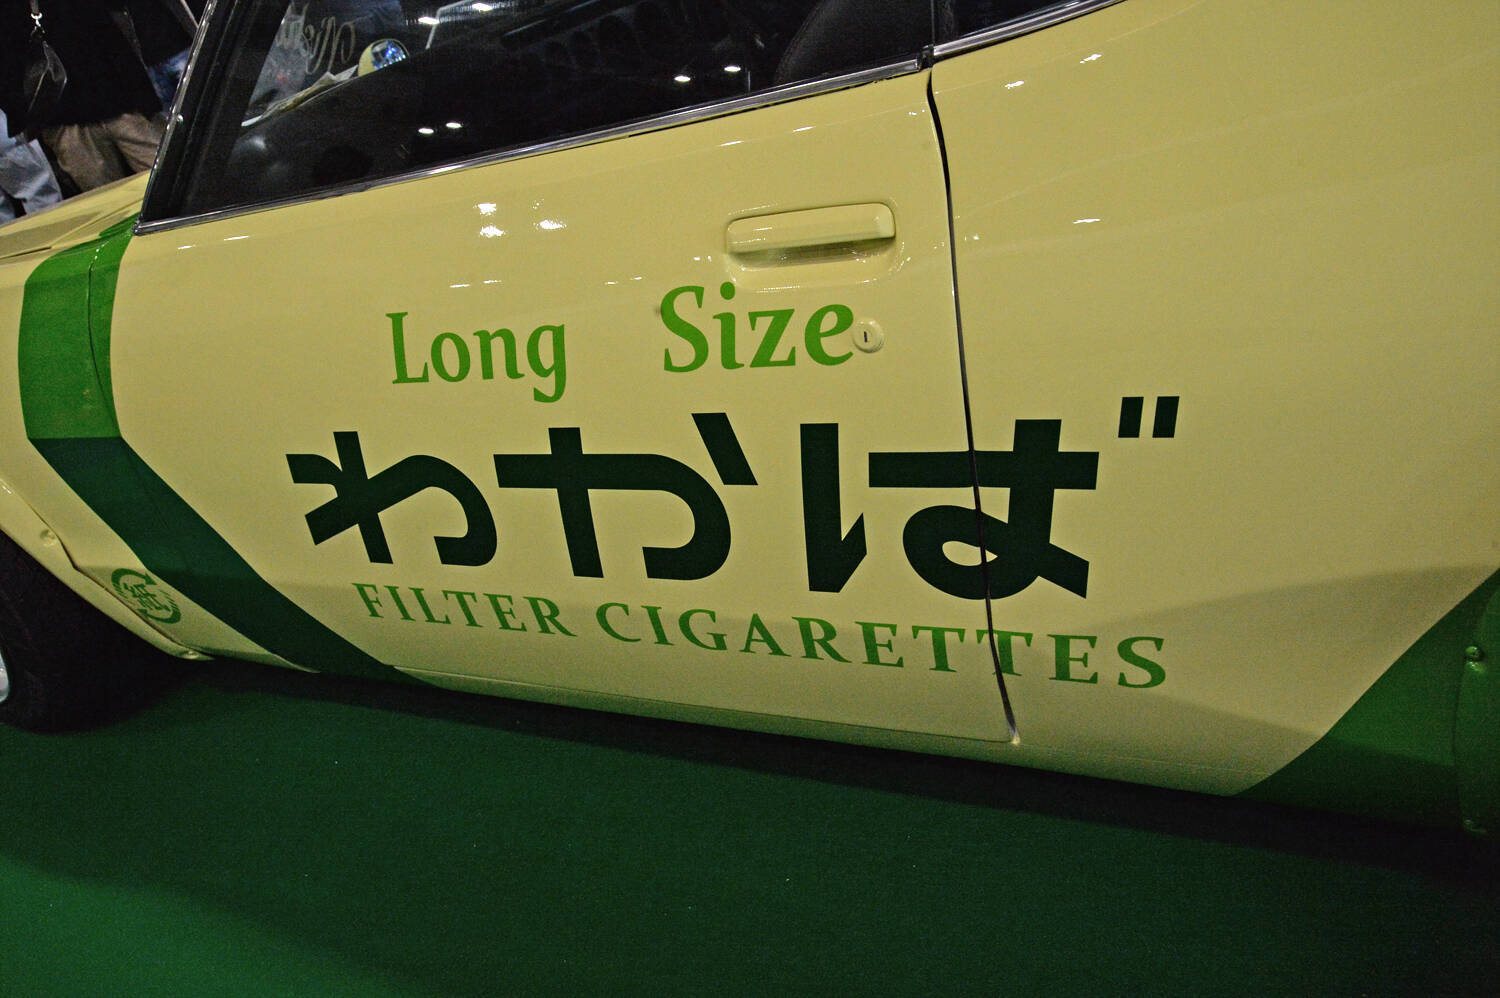 Long Size
わかば
FILTER CIGARETTES